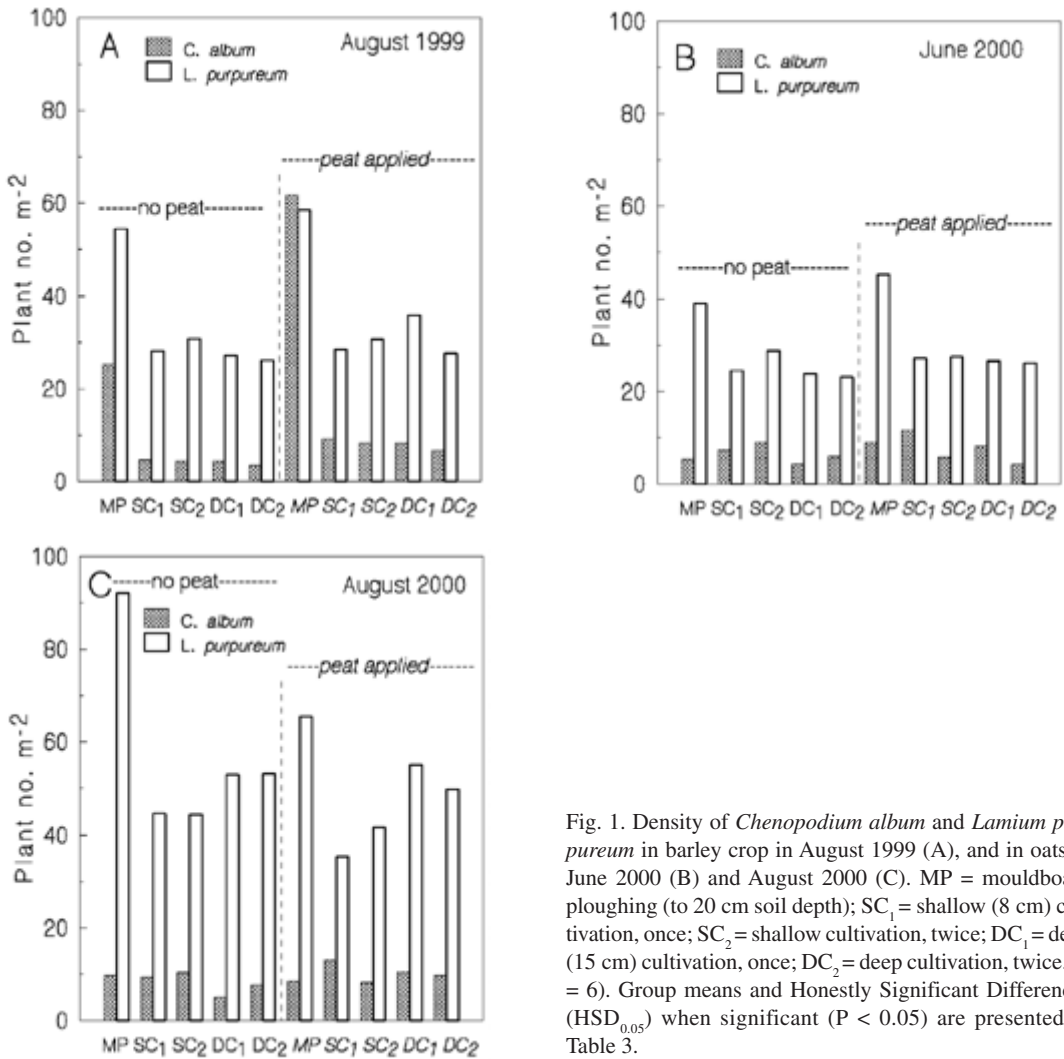 A
August 1999
C. album
L. purpureum
no peat
peat applied
Plant no. m-2
100
80
60
40
20
0
MP SC1 SC2 DC1 DC2 MP SC1 SC2 DC1 DC2
B
June 2000
C. album
L. purpureum
no peat
peat applied
Plant no. m-2
100
80
60
40
20
0
MP SC1 SC2 DC1 DC2 MP SC1 SC2 DC1 DC2
C
no peat
August 2000
C. album
L. purpureum
peat applied
Plant no. m-2
100
80
60
40
20
0
MP SC1 SC2 DC1 DC2 MP SC1 SC2 DC1 DC2
Fig. 1. Density of Chenopodium album and Lamium p
pureum in barley crop in August 1999 (A), and in oats
June 2000 (B) and August 2000 (C). MP = mouldboa
ploughing (to 20 cm soil depth); SC1 = shallow (8 cm) c
tivation, once; SC2 = shallow cultivation, twice; DC1 = de
(15 cm) cultivation, once; DC2 = deep cultivation, twice.
= 6). Group means and Honestly Significant Differenc
(HSD0.05) when significant (P < 0.05) are presented
Table 3.